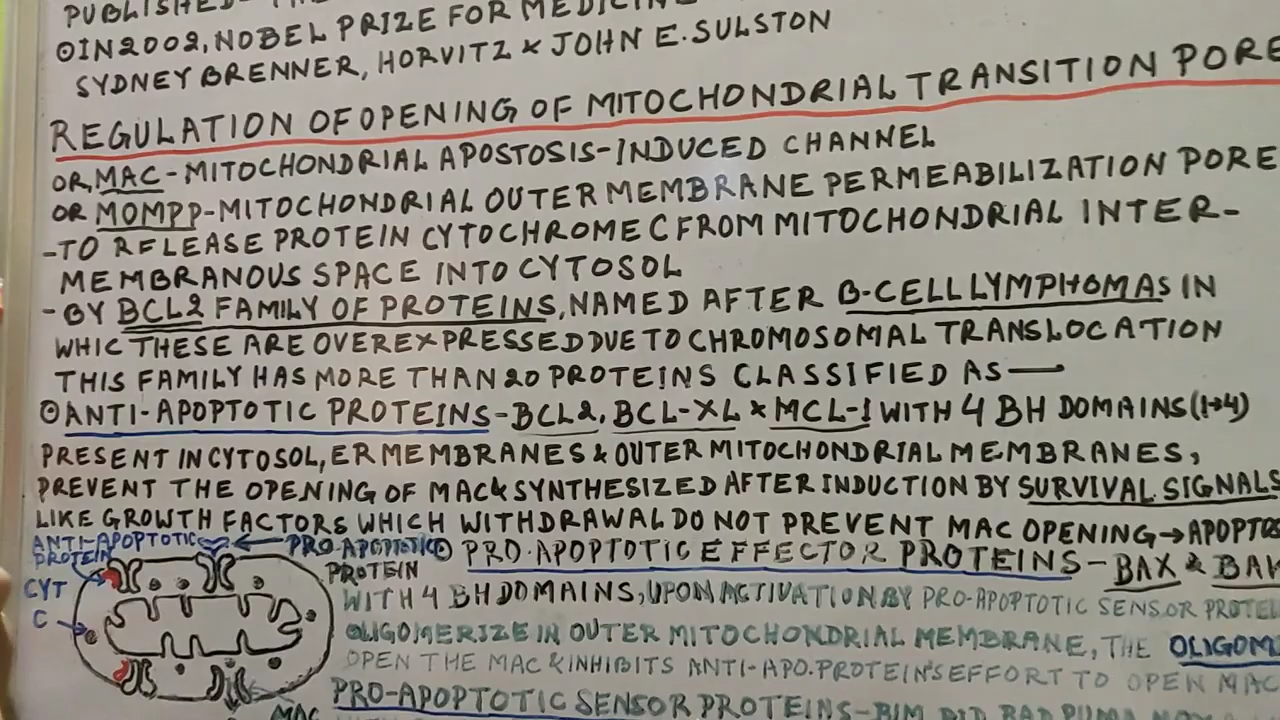 PUBLISHED-
⊙IN 2002, NOBEL PRIZE FOR MEDICINE
SYDNEY BRENNER, HORVITZ & JOHN E. SULSTON
REGULATION OF OPENING OF MITOCHONDRIAL TRANSITION PORE
OR, MAC-MITOCHONDRIAL APOSTOSIS-INDUCED CHANNEL
OR MOMPP-MITOCHONDRIAL OUTER MEMBRANE PERMEABILIZATION PORE
-TO RELEASE PROTEIN CYTOCHROME C FROM MITOCHONDRIAL INTER-
MEMBRANOUS SPACE INTO CYTOSOL
-BY BCL2 FAMILY OF PROTEINS, NAMED AFTER B-CELL LYMPHOMAS IN
WHIC THESE ARE OVEREXPRESSED DUE TO CHROMOSOMAL TRANSLOCATION
THIS FAMILY HAS MORE THAN 20 PROTEINS CLASSIFIED AS→
⊙ANTI-APOPTOTIC PROTEINS-BCL2, BCL-XL & MCL-1 WITH 4 BH DOMAINS(1→4)
PRESENT IN CYTOSOL, ER MEMBRANES & OUTER MITOCHONDRIAL MEMBRANES,
PREVENT THE OPENING OF MAC & SYNTHESIZED AFTER INDUCTION BY SURVIVAL SIGNALS
LIKE GROWTH FACTORS WHICH WITHDRAWAL DO NOT PREVENT MAC OPENING→APOPTOS
⊙ PRO-APOPTOTIC EFFECTOR PROTEINS-BAX & BAK
WITH 4 BH DOMAINS, UPON ACTIVATION BY PRO-APOPTOTIC SENSOR PROTEI
OLIGOMERIZE IN OUTER MITOCHONDRIAL MEMBRANE, THE OLIGOM
OPEN THE MAC & INHIBITS ANTI-APO.PROTEIN'S EFFORT TO OPEN MAC
PRO-APOPTOTIC SENSOR PROTEINS-BIM BID BAD PUMA
ANTI-APOPTOTIC
PROTEIN
PRO-APOPTOTIC
PROTEIN
CYT
C
MAC